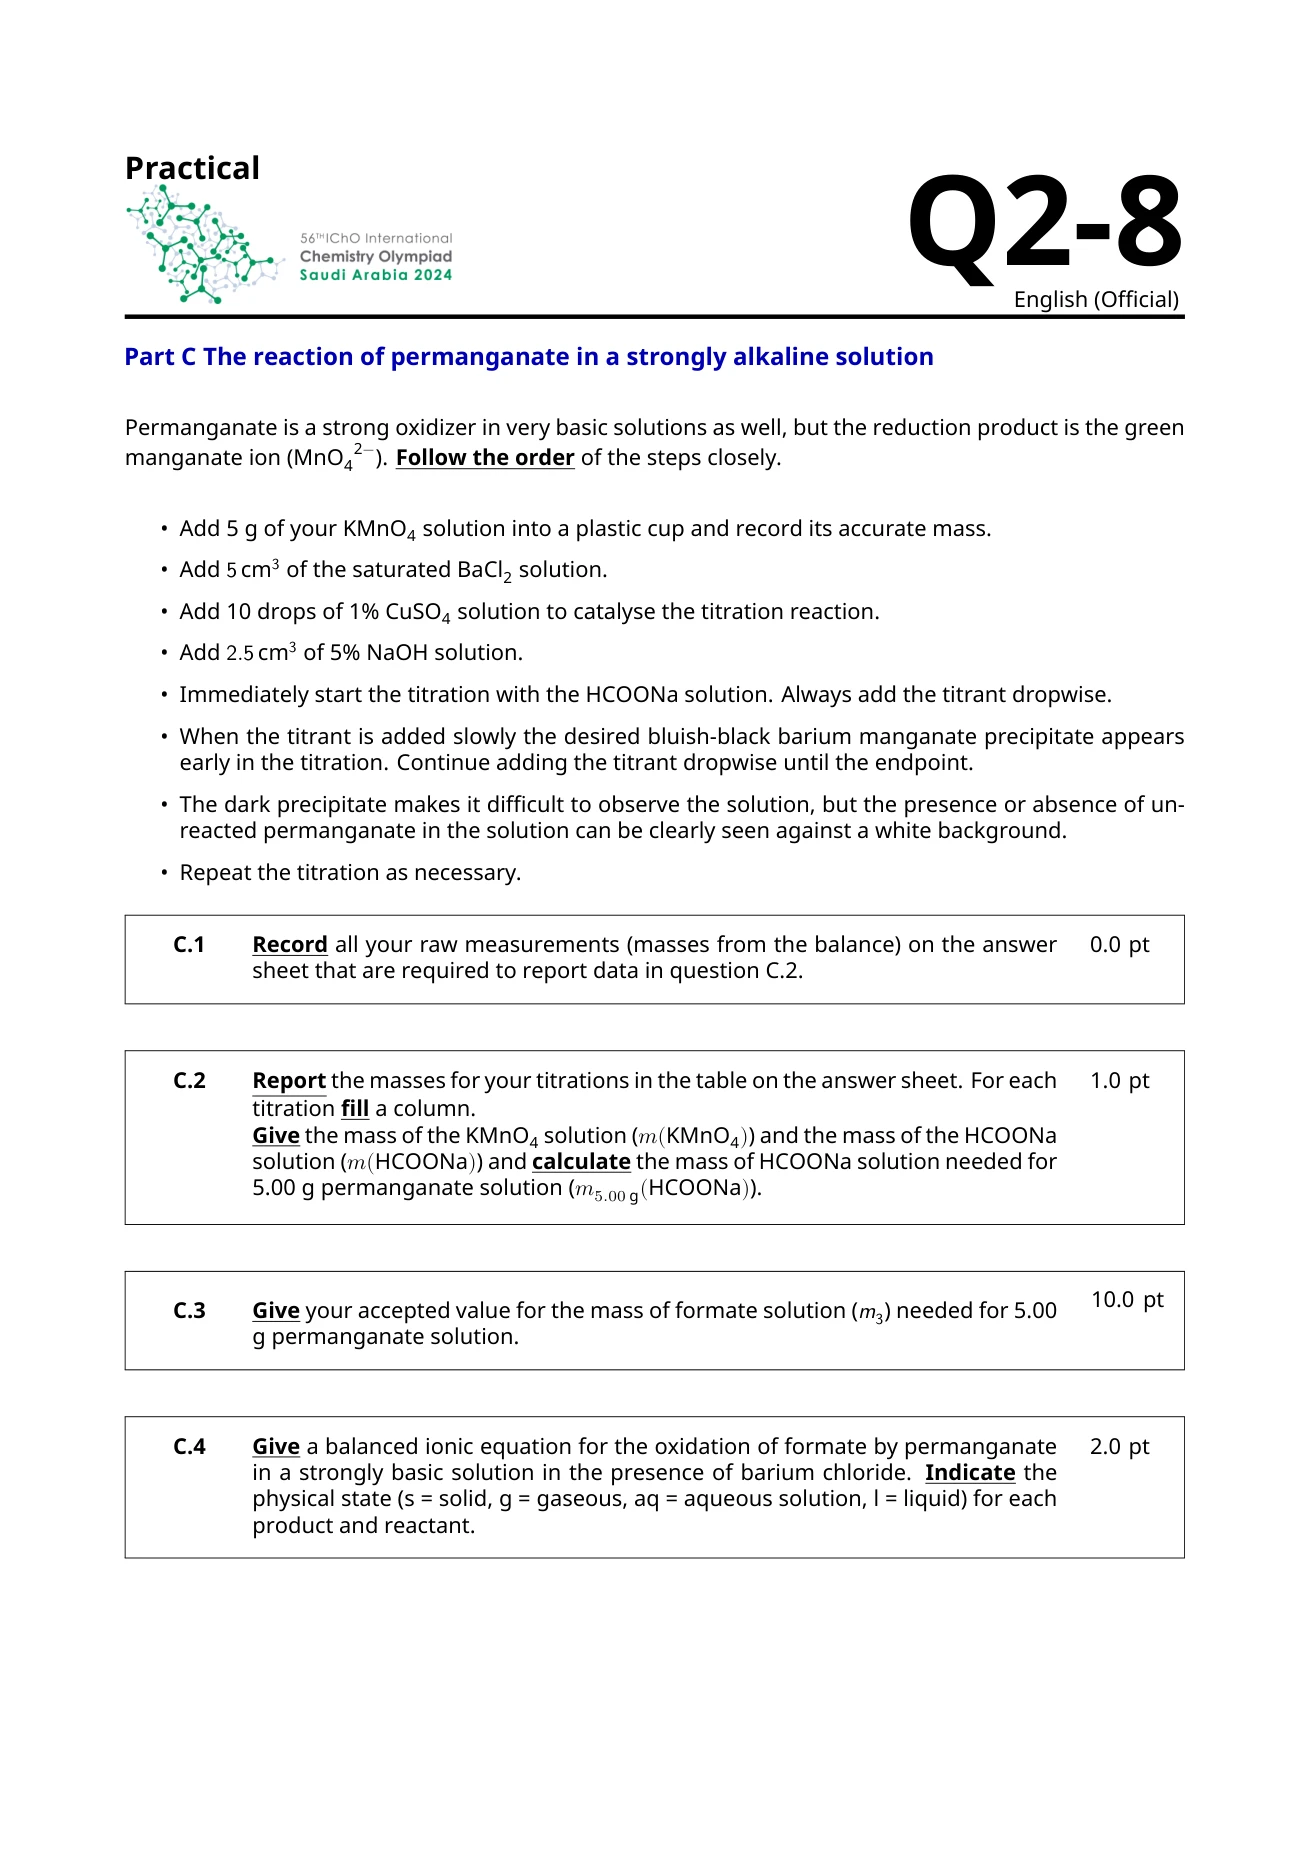 Practical
56THIChO International
Chemistry Olympiad
Saudi Arabia 2024
Q2-8
English (Official)
Part C The reaction of permanganate in a strongly alkaline solution
Permanganate is a strong oxidizer in very basic solutions as well, but the reduction product is the green
manganate ion (MnO₄²⁻). Follow the order of the steps closely.
• Add 5 g of your KMnO₄ solution into a plastic cup and record its accurate mass.
• Add 5 cm³ of the saturated BaCl₂ solution.
• Add 10 drops of 1% CuSO₄ solution to catalyse the titration reaction.
• Add 2.5 cm³ of 5% NaOH solution.
• Immediately start the titration with the HCOONa solution. Always add the titrant dropwise.
• When the titrant is added slowly the desired bluish-black barium manganate precipitate appears
early in the titration. Continue adding the titrant dropwise until the endpoint.
• The dark precipitate makes it difficult to observe the solution, but the presence or absence of un-
reacted permanganate in the solution can be clearly seen against a white background.
• Repeat the titration as necessary.
C.1 Record all your raw measurements (masses from the balance) on the answer 0.0 pt
sheet that are required to report data in question C.2.
C.2 Report the masses for your titrations in the table on the answer sheet. For each 1.0 pt
titration fill a column.
Give the mass of the KMnO₄ solution (m(KMnO₄)) and the mass of the HCOONa
solution (m(HCOONa)) and calculate the mass of HCOONa solution needed for
5.00 g permanganate solution (m₅.₀₀ g(HCOONa)).
C.3 Give your accepted value for the mass of formate solution (m₃) needed for 5.00 10.0 pt
g permanganate solution.
C.4 Give a balanced ionic equation for the oxidation of formate by permanganate 2.0 pt
in a strongly basic solution in the presence of barium chloride. Indicate the
physical state (s = solid, g = gaseous, aq = aqueous solution, l = liquid) for each
product and reactant.